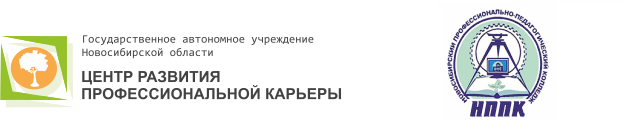 Государственное автономное учреждение
Новосибирской области
ЦЕНТР РАЗВИТИЯ
ПРОФЕССИОНАЛЬНОЙ КАРЬЕРЫ
НОВОСИБИРСКИЙ ПРОФЕССИОНАЛЬНО-ПЕДАГОГИЧЕСКИЙ КОЛЛЕДЖ
НППК